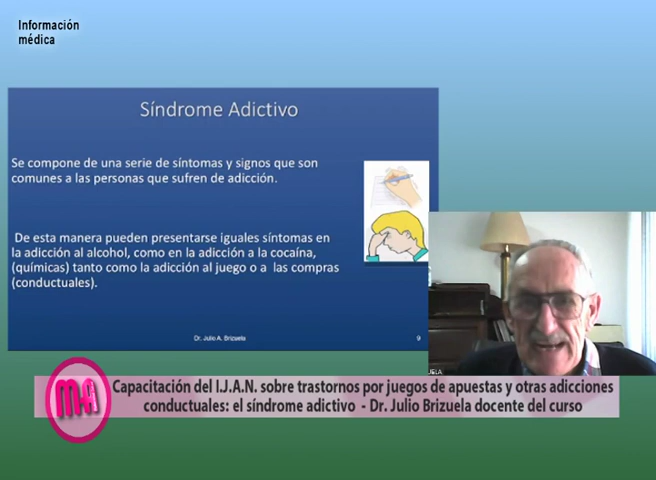 Información
médica
Síndrome Adictivo
Se compone de una serie de síntomas y signos que son
comunes a las personas que sufren de adicción.
De esta manera pueden presentarse iguales síntomas en
la adicción al alcohol, como en la adicción a la cocaína,
(químicas) tanto como la adicción al juego o a las compras
(conductuales).
Dr. Julio A. Brizuela
9
UELA
Capacitación del I.J.A.N. sobre trastornos por juegos de apuestas y otras adicciones
conductuales: el síndrome adictivo - Dr. Julio Brizuela docente del curso